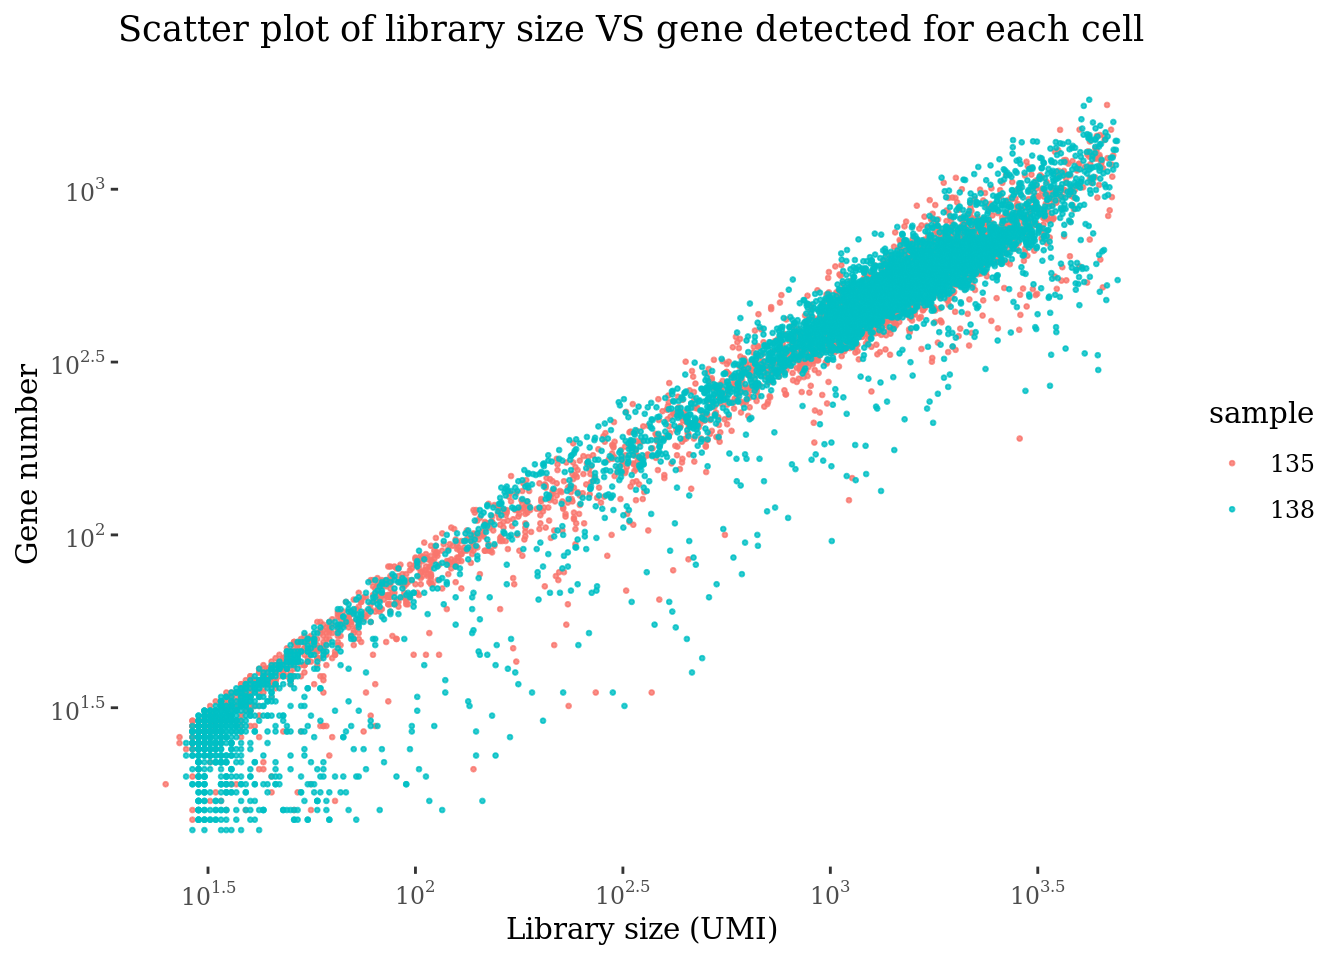 Scatter plot of library size VS gene detected for each cell
Gene number
10^3
10^2.5
10^2
10^1.5
10^1.5 10^2 10^2.5 10^3 10^3.5
Library size (UMI)
sample
135
138